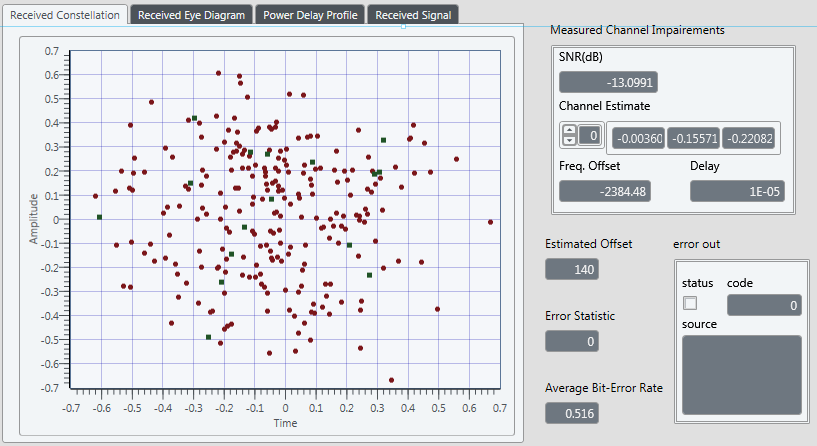 Received Constellation Received Eye Diagram Power Delay Profile Received Signal
Measured Channel Impairements
SNR(dB)
-13.0991
Channel Estimate
0 -0.00360 -0.15571 -0.22082
Freq. Offset Delay
-2384.48 1E-05
Estimated Offset
140
Error Statistic
0
Average Bit-Error Rate
0.516
error out
status code
0
source
Amplitude
0.7
0.6
0.5
0.4
0.3
0.2
0.1
0
-0.1
-0.2
-0.3
-0.4
-0.5
-0.6
-0.7
-0.7 -0.6 -0.5 -0.4 -0.3 -0.2 -0.1 0 0.1 0.2 0.3 0.4 0.5 0.6 0.7
Time